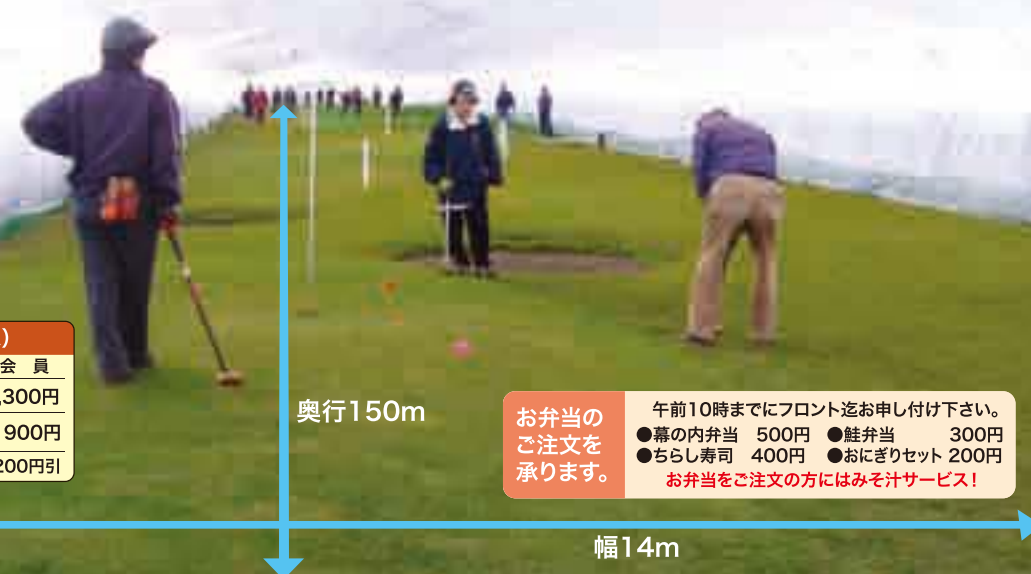 会 員
,300円
900円
200円引
奥行150m
お弁当の
ご注文を
承ります。
午前10時までにフロント迄お申し付け下さい。
●幕の内弁当 500円 ●鮭弁当 300円
●ちらし寿司 400円 ●おにぎりセット 200円
お弁当をご注文の方にはみそ汁サービス!
幅14m